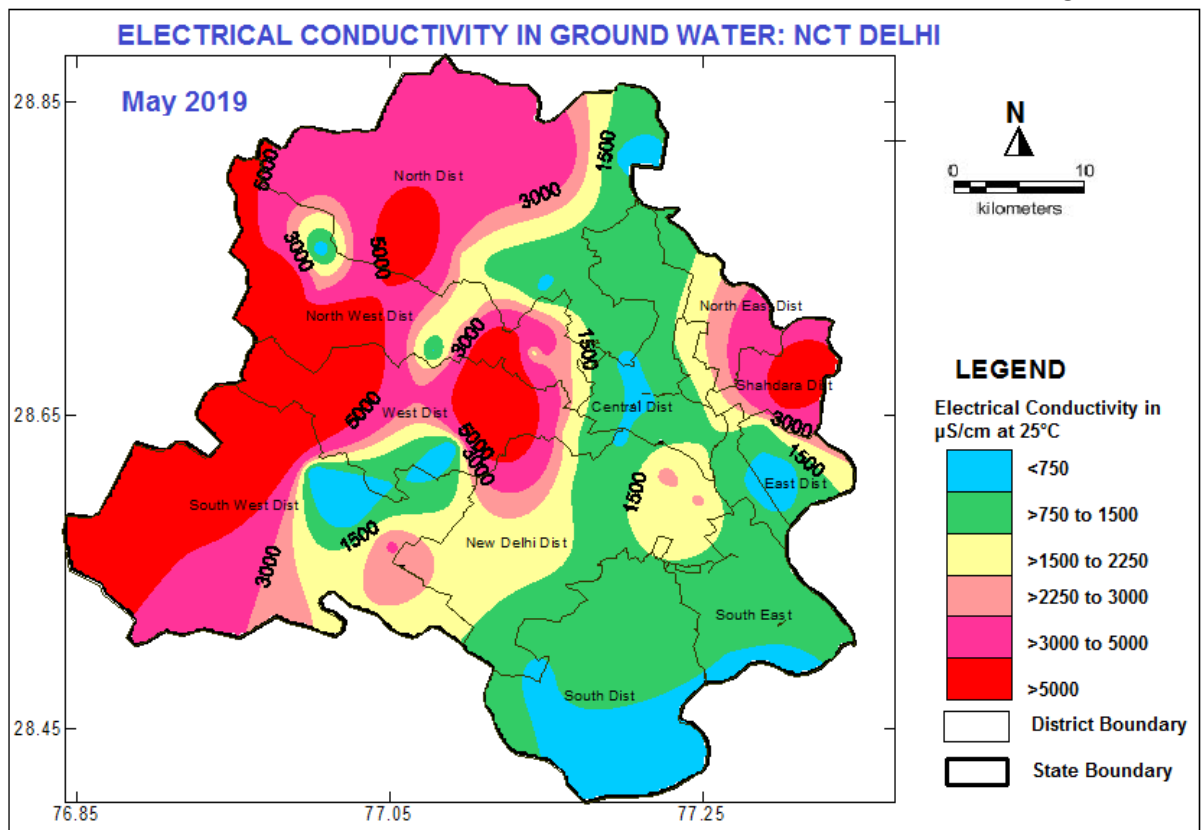 ELECTRICAL CONDUCTIVITY IN GROUND WATER: NCT DELHI
May 2019
28.85
28.65
28.45
76.85
77.05
77.25
N
0 10
kilometers
1500
5000
North Dist
3000
3000
5000
North West Dist
3000
North East Dist
1500
Shahdara Dist
5000
West Dist
Central Dist
3000
5000
3000
1500
East Dist
South West Dist
1500
1500
New Delhi Dist
3000
South East
South Dist
LEGEND
Electrical Conductivity in
µS/cm at 25°C
<750
>750 to 1500
>1500 to 2250
>2250 to 3000
>3000 to 5000
>5000
District Boundary
State Boundary